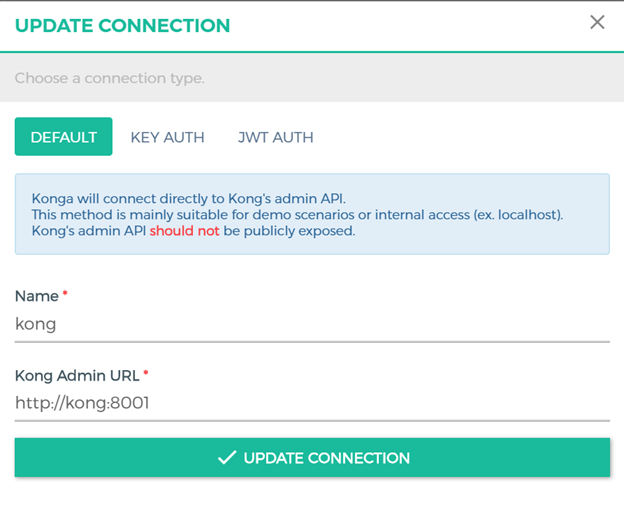 UPDATE CONNECTION
Choose a connection type.
DEFAULT KEY AUTH JWT AUTH
Konga will connect directly to Kong's admin API.
This method is mainly suitable for demo scenarios or internal access (ex. localhost).
Kong's admin API should not be publicly exposed.
Name *
kong
Kong Admin URL *
http://kong:8001
UPDATE CONNECTION